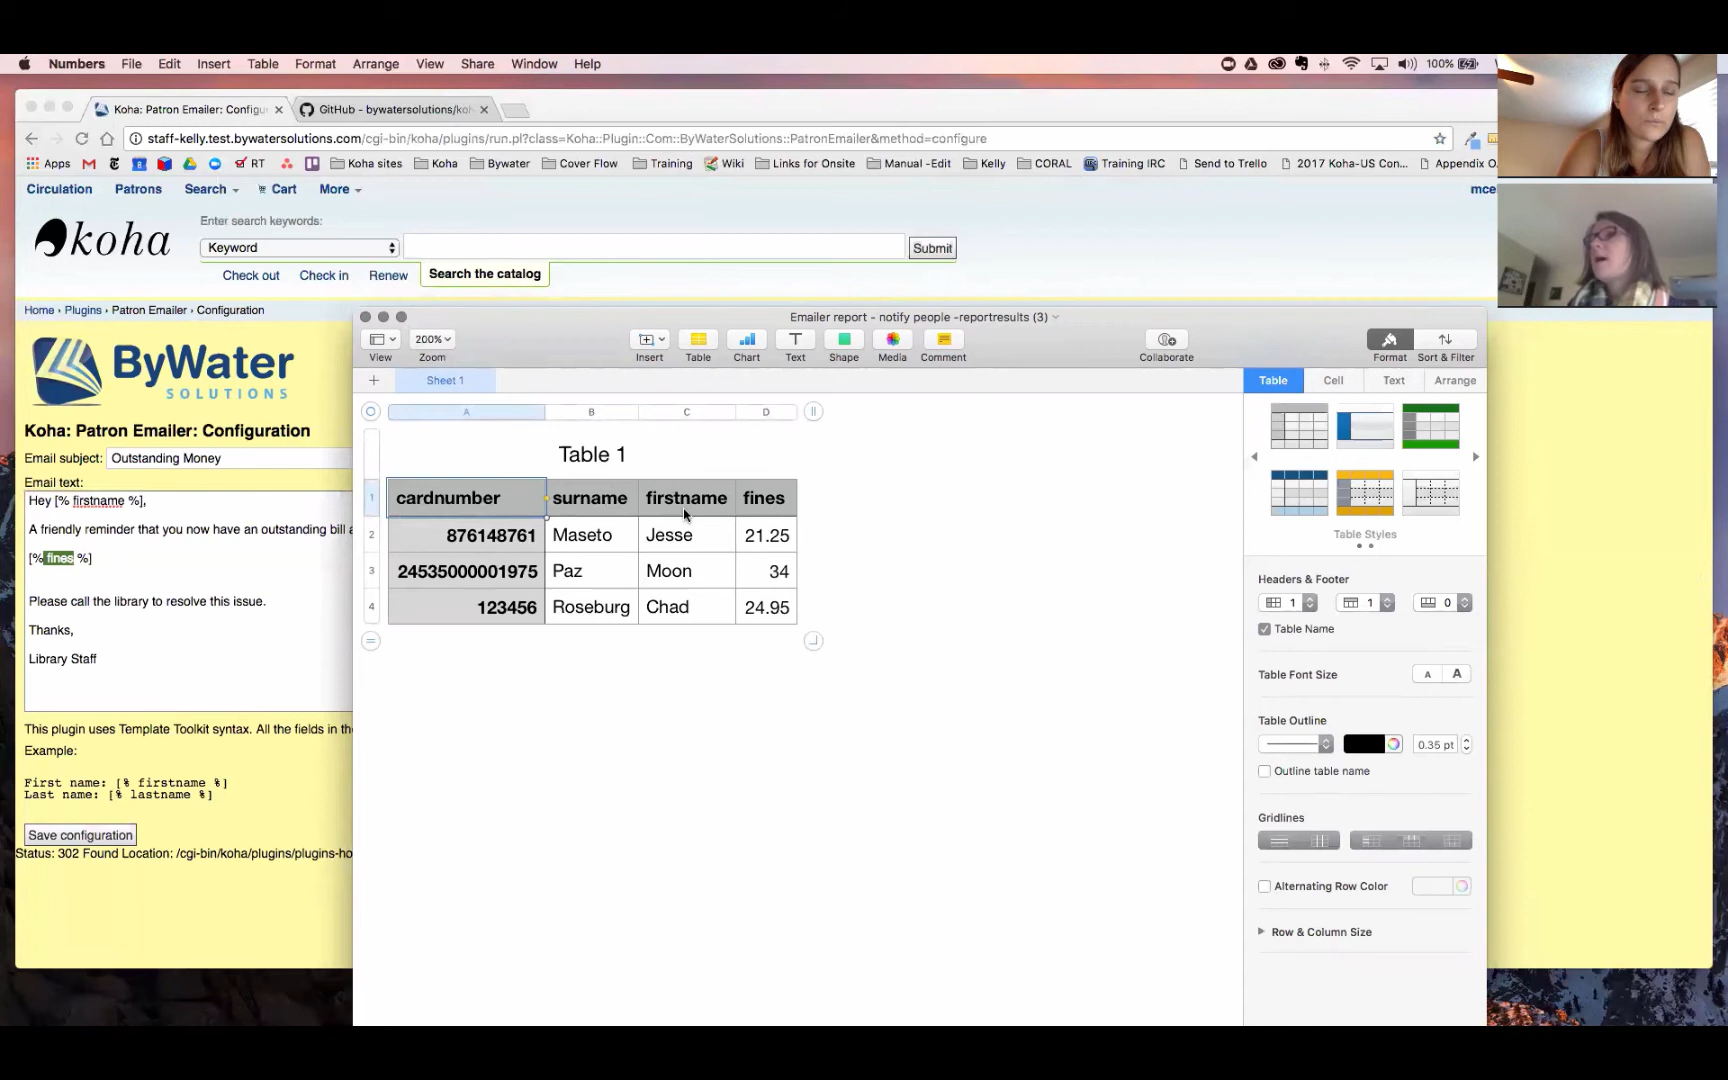 Numbers File Edit Insert Table Format Arrange View Share Window Help 100%
Koha: Patron Emailer: Configu GitHub - bywatersolutions/koh
staff-kelly.test.bywatersolutions.com/cgi-bin/koha/plugins/run.pl?class=Koha::Plugin::Com::ByWaterSolutions::PatronEmailer&method=configure
Apps RT Koha sites Koha Bywater Cover Flow Training Wiki Links for Onsite Manual -Edit Kelly CORAL Training IRC Send to Trello 2017 Koha-US Con... Appendix
Circulation Patrons Search Cart More mce
koha
Enter search keywords:
Keyword Submit
Check out Check in Renew Search the catalog
Home › Plugins › Patron Emailer › Configuration
ByWater
SOLUTIONS
Koha: Patron Emailer: Configuration
Email subject: Outstanding Money
Email text:
Hey [% firstname %],
A friendly reminder that you now have an outstanding bill
[% fines %]
Please call the library to resolve this issue.
Thanks,
Library Staff
This plugin uses Template Toolkit syntax. All the fields in the
Example:
First name: [% firstname %]
Last name: [% lastname %]
Save configuration
Status: 302 Found Location: /cgi-bin/koha/plugins/plugins-ho
Emailer report - notify people -reportresults (3)
200%
View Zoom Insert Table Chart Text Shape Media Comment Collaborate Format Sort & Filter
Sheet 1
A B C D
Table 1
1 cardnumber surname firstname fines
2 876148761 Maseto Jesse 21.25
3 24535000001975 Paz Moon 34
4 123456 Roseburg Chad 24.95
Table Cell Text Arrange
Table Styles
Headers & Footer
1 1 0
Table Name
Table Font Size A A
Table Outline
0.35 pt
Outline table name
Gridlines
Alternating Row Color
Row & Column Size